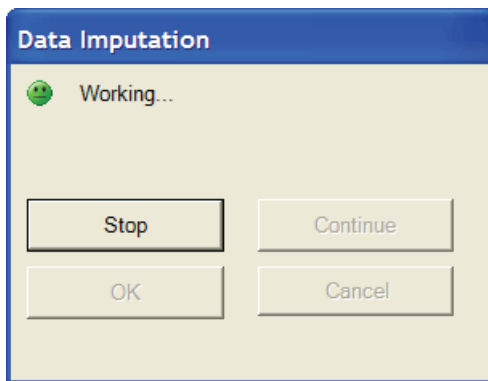 Data Imputation
Working...
Stop
Continue
OK
Cancel